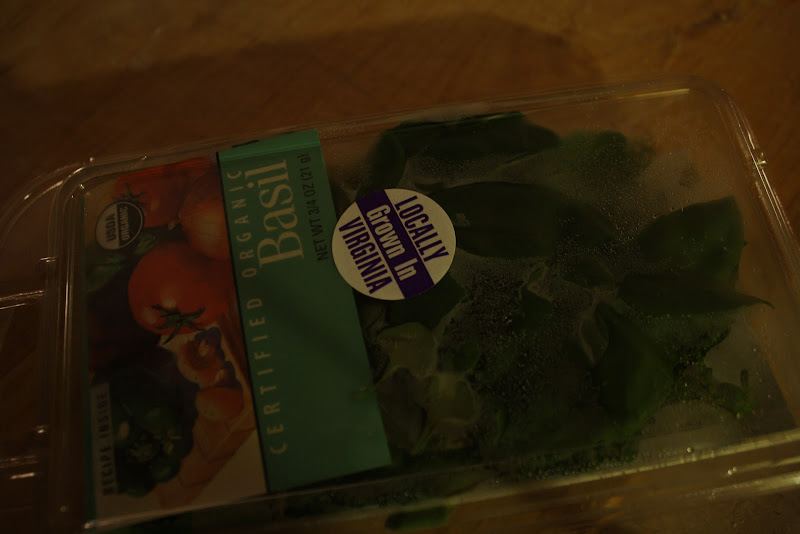 USDA
ORGANIC
RECIPE INSIDE
CERTIFIED ORGANIC
Basil
NET WT 3/4 OZ (21 g)
LOCALLY
Grown In
VIRGINIA